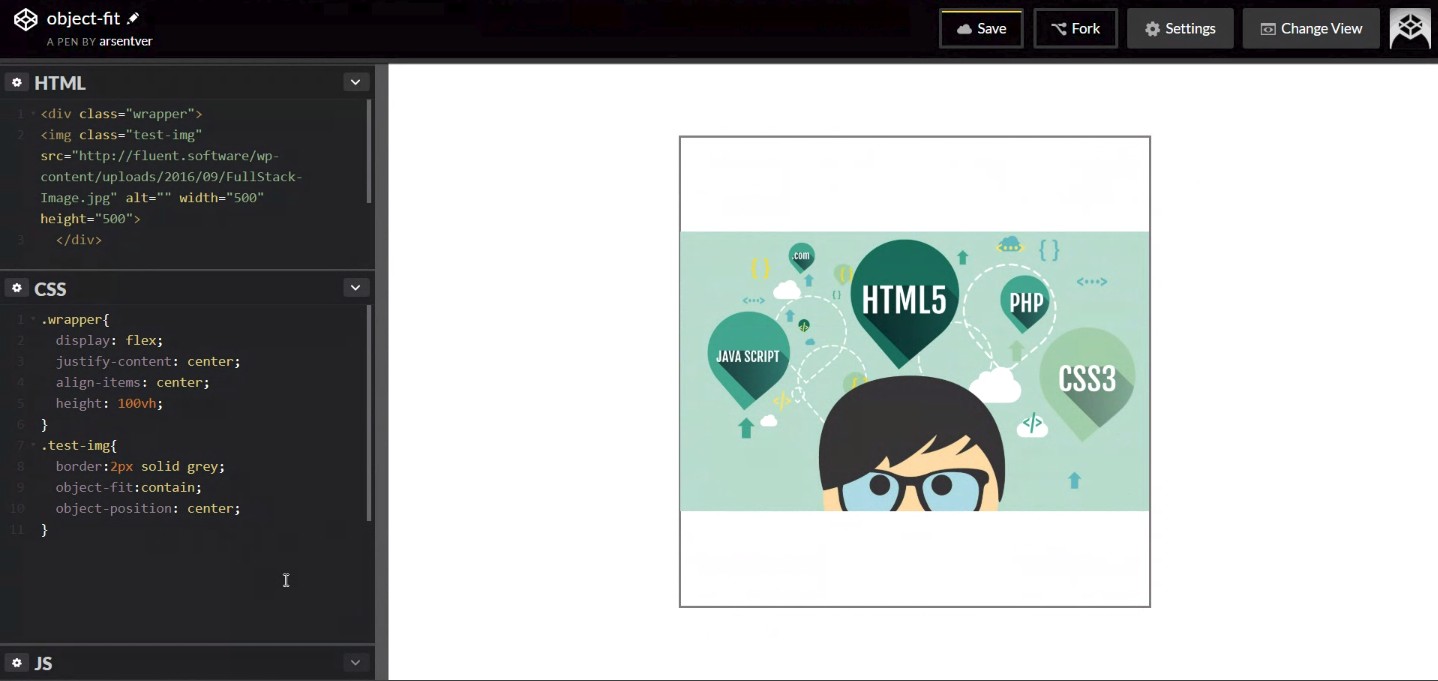 object-fit
A PEN BY arsentver
Save
Fork
Settings
Change View
HTML
1 <div class="wrapper">
2 <img class="test-img"
src="http://fluent.software/wp-
content/uploads/2016/09/FullStack-
Image.jpg" alt="" width="500"
height="500">
3 </div>
CSS
1 .wrapper{
2 display: flex;
3 justify-content: center;
4 align-items: center;
5 height: 100vh;
6 }
7 .test-img{
8 border:2px solid grey;
9 object-fit:contain;
10 object-position: center;
11 }
JS
.com
{}
{}
{}
{}
HTML5
PHP
<···>
<···>
JAVA SCRIPT
CSS3
{}
</>
</>
</>